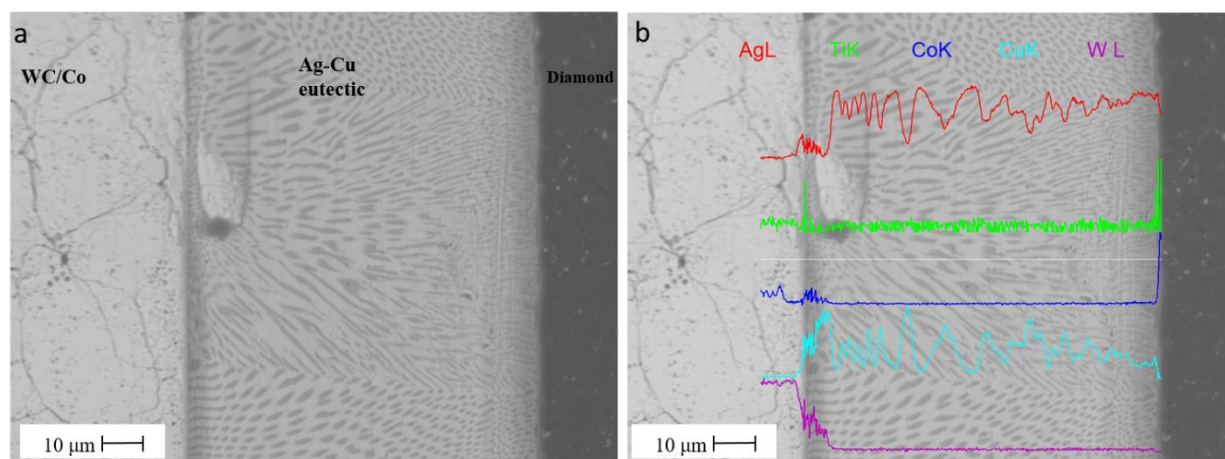 a
WC/Co
Ag-Cu
eutectic
Diamond
10 μm
b
AgL TiK CoK CuK W L
10 μm